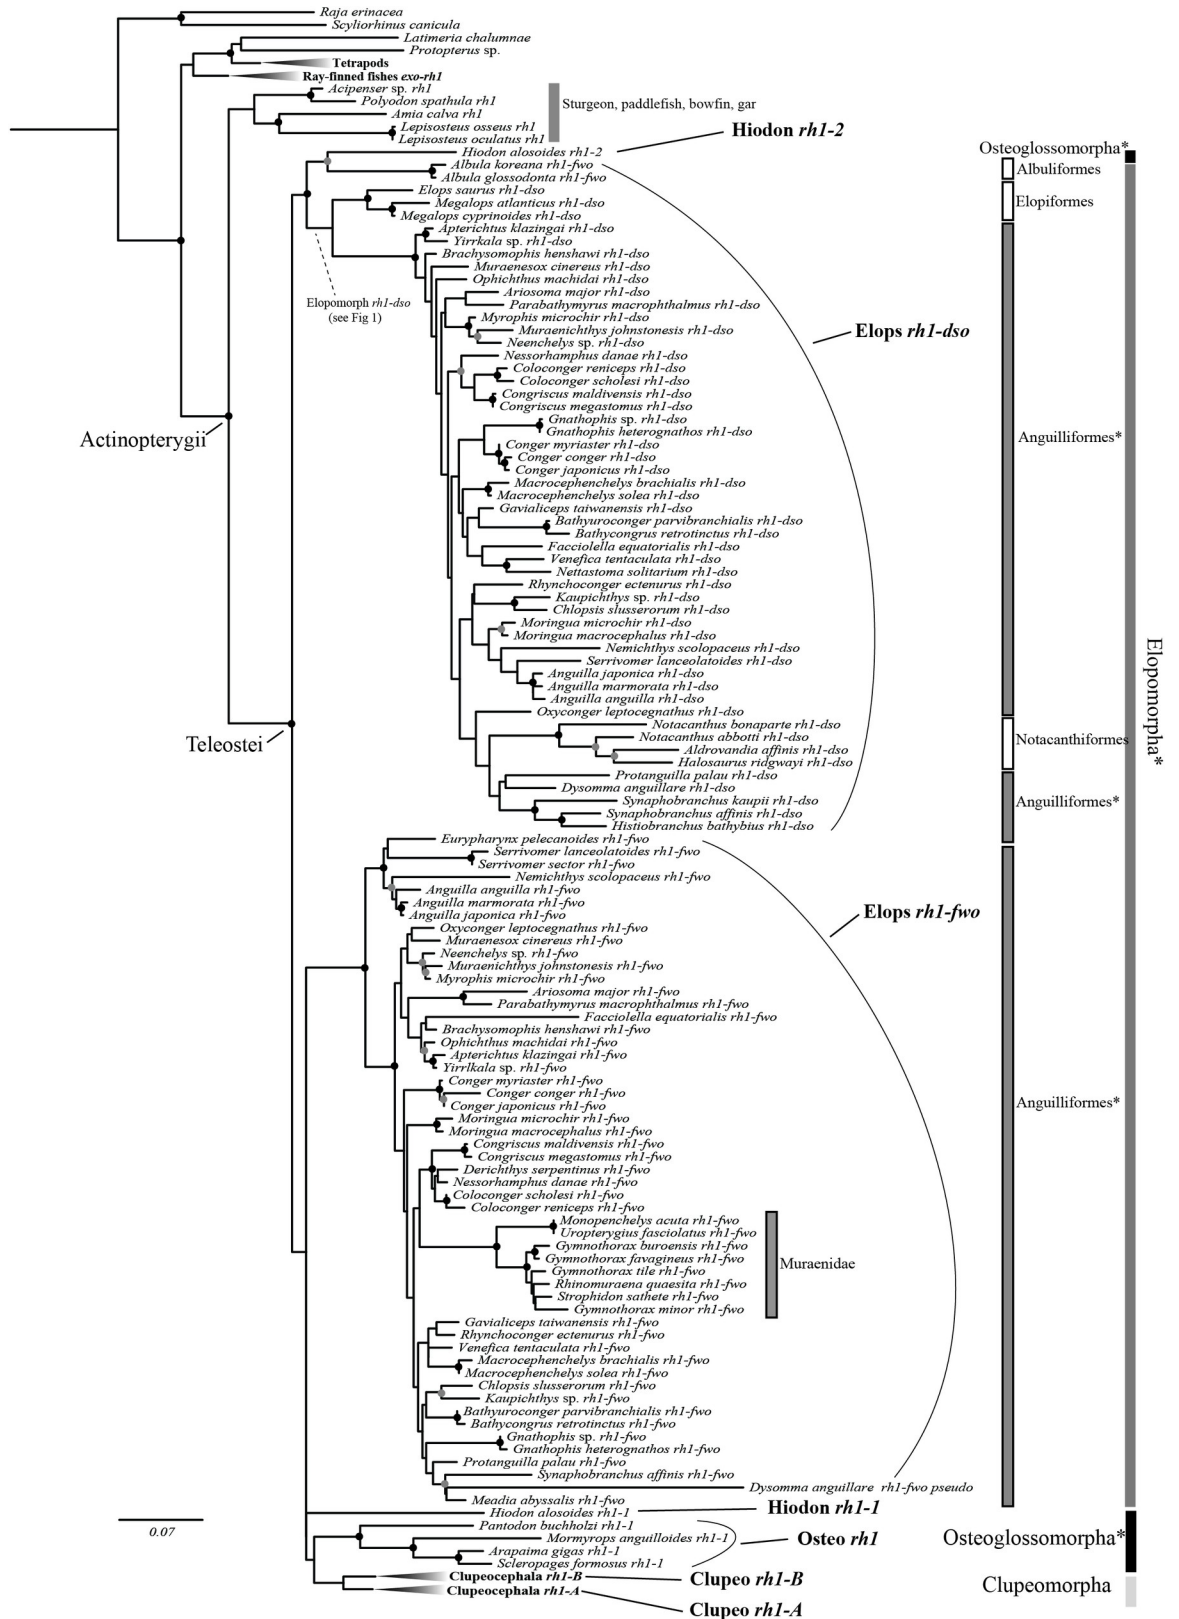 Raja erinacea
Scyliorhinus canicula
Latimeria chalumnae
Protopterus sp.
Tetrapods
Ray-finned fishes exo-rh1
Acipenser sp. rh1
Polyodon spathula rh1
Amia calva rh1
Lepisosteus osseus rh1
Lepisosteus oculatus rh1
Sturgeon, paddlefish, bowfin, gar
Hiodon rh1-2
Hiodon alosoides rh1-2
Osteoglossomorpha*
Albula koreana rh1-fwo
Albula glossodonta rh1-fwo
Albuliformes
Elops saurus rh1-dso
Megalops atlanticus rh1-dso
Megalops cyprinoides rh1-dso
Elopiformes
Apterichtus klazingai rh1-dso
Yirrkala sp. rh1-dso
Brachysomophis henshawi rh1-dso
Muraenesox cinereus rh1-dso
Ophichthus machidai rh1-dso
Ariosoma major rh1-dso
Parabathymyrus macrophthalmus rh1-dso
Myrophis microchir rh1-dso
Muraenichthys johnstonesis rh1-dso
Neenchelys sp. rh1-dso
Elopomorph rh1-dso
(see Fig 1)
Elops rh1-dso
Nessorhamphus danae rh1-dso
Coloconger reniceps rh1-dso
Coloconger scholesi rh1-dso
Congriscus maldivensis rh1-dso
Congriscus megastomus rh1-dso
Gnathophis sp. rh1-dso
Gnathophis heterognathos rh1-dso
Actinopterygii
Anguilliformes*
Conger myriaster rh1-dso
Conger conger rh1-dso
Conger japonicus rh1-dso
Macrocephenchelys brachialis rh1-dso
Macrocephenchelys solea rh1-dso
Gavialiceps taiwanensis rh1-dso
Bathyuroconger parvibranchialis rh1-dso
Bathycongrus retrotinctus rh1-dso
Facciolella equatorialis rh1-dso
Venefica tentaculata rh1-dso
Nettastoma solitarium rh1-dso
Rhynchoconger ectenurus rh1-dso
Kaupichthys sp. rh1-dso
Chlopsis slusserorum rh1-dso
Moringua microchir rh1-dso
Moringua macrocephalus rh1-dso
Nemichthys scolopaceus rh1-dso
Serrivomer lanceolatoides rh1-dso
Anguilla japonica rh1-dso
Anguilla marmorata rh1-dso
Anguilla anguilla rh1-dso
Elopomorpha*
Oxyconger leptocegnathus rh1-dso
Notacanthus bonaparte rh1-dso
Notacanthus abbotti rh1-dso
Aldrovandia affinis rh1-dso
Halosaurus ridgwayi rh1-dso
Teleostei
Notacanthiformes
Protanguilla palau rh1-dso
Dysomma anguillare rh1-dso
Synaphobranchus kaupii rh1-dso
Synaphobranchus affinis rh1-dso
Histiobranchus bathybius rh1-dso
Anguilliformes*
Eurypharynx pelecanoides rh1-fwo
Serrivomer lanceolatoides rh1-fwo
Serrivomer sector rh1-fwo
Nemichthys scolopaceus rh1-fwo
Anguilla anguilla rh1-fwo
Anguilla marmorata rh1-fwo
Anguilla japonica rh1-fwo
Elops rh1-fwo
Oxyconger leptocegnathus rh1-fwo
Muraenesox cinereus rh1-fwo
Neenchelys sp. rh1-fwo
Muraenichthys johnstonesis rh1-fwo
Myrophis microchir rh1-fwo
Ariosoma major rh1-fwo
Parabathymyrus macrophthalmus rh1-fwo
Facciolella equatorialis rh1-fwo
Brachysomophis henshawi rh1-fwo
Ophichthus machidai rh1-fwo
Apterichtus klazingai rh1-fwo
Yirrlkala sp. rh1-fwo
Conger myriaster rh1-fwo
Conger conger rh1-fwo
Conger japonicus rh1-fwo
Anguilliformes*
Moringua microchir rh1-fwo
Moringua macrocephalus rh1-fwo
Congriscus maldivensis rh1-fwo
Congriscus megastomus rh1-fwo
Derichthys serpentinus rh1-fwo
Nessorhamphus danae rh1-fwo
Coloconger scholesi rh1-fwo
Coloconger reniceps rh1-fwo
Monopenchelys acuta rh1-fwo
Uropterygius fasciolatus rh1-fwo
Gymnothorax buroensis rh1-fwo
Gymnothorax favagineus rh1-fwo
Gymnothorax tile rh1-fwo
Rhinomuraena quaesita rh1-fwo
Strophidon sathete rh1-fwo
Gymnothorax minor rh1-fwo
Muraenidae
Gavialiceps taiwanensis rh1-fwo
Rhynchoconger ectenurus rh1-fwo
Venefica tentaculata rh1-fwo
Macrocephenchelys brachialis rh1-fwo
Macrocephenchelys solea rh1-fwo
Chlopsis slusserorum rh1-fwo
Kaupichthys sp. rh1-fwo
Bathyuroconger parvibranchialis rh1-fwo
Bathycongrus retrotinctus rh1-fwo
Gnathophis sp. rh1-fwo
Gnathophis heterognathos rh1-fwo
Protanguilla palau rh1-fwo
Synaphobranchus affinis rh1-fwo
Dysomma anguillare rh1-fwo pseudo
Meadia abyssalis rh1-fwo
Hiodon rh1-1
Hiodon alosoides rh1-1
0.07
Pantodon buchholzi rh1-1
Mormyrops anguilloides rh1-1
Arapaima gigas rh1-1
Scleropages formosus rh1-1
Osteo rh1
Osteoglossomorpha*
Clupeocephala rh1-B
Clupeocephala rh1-A
Clupeo rh1-B
Clupeomorpha
Clupeo rh1-A